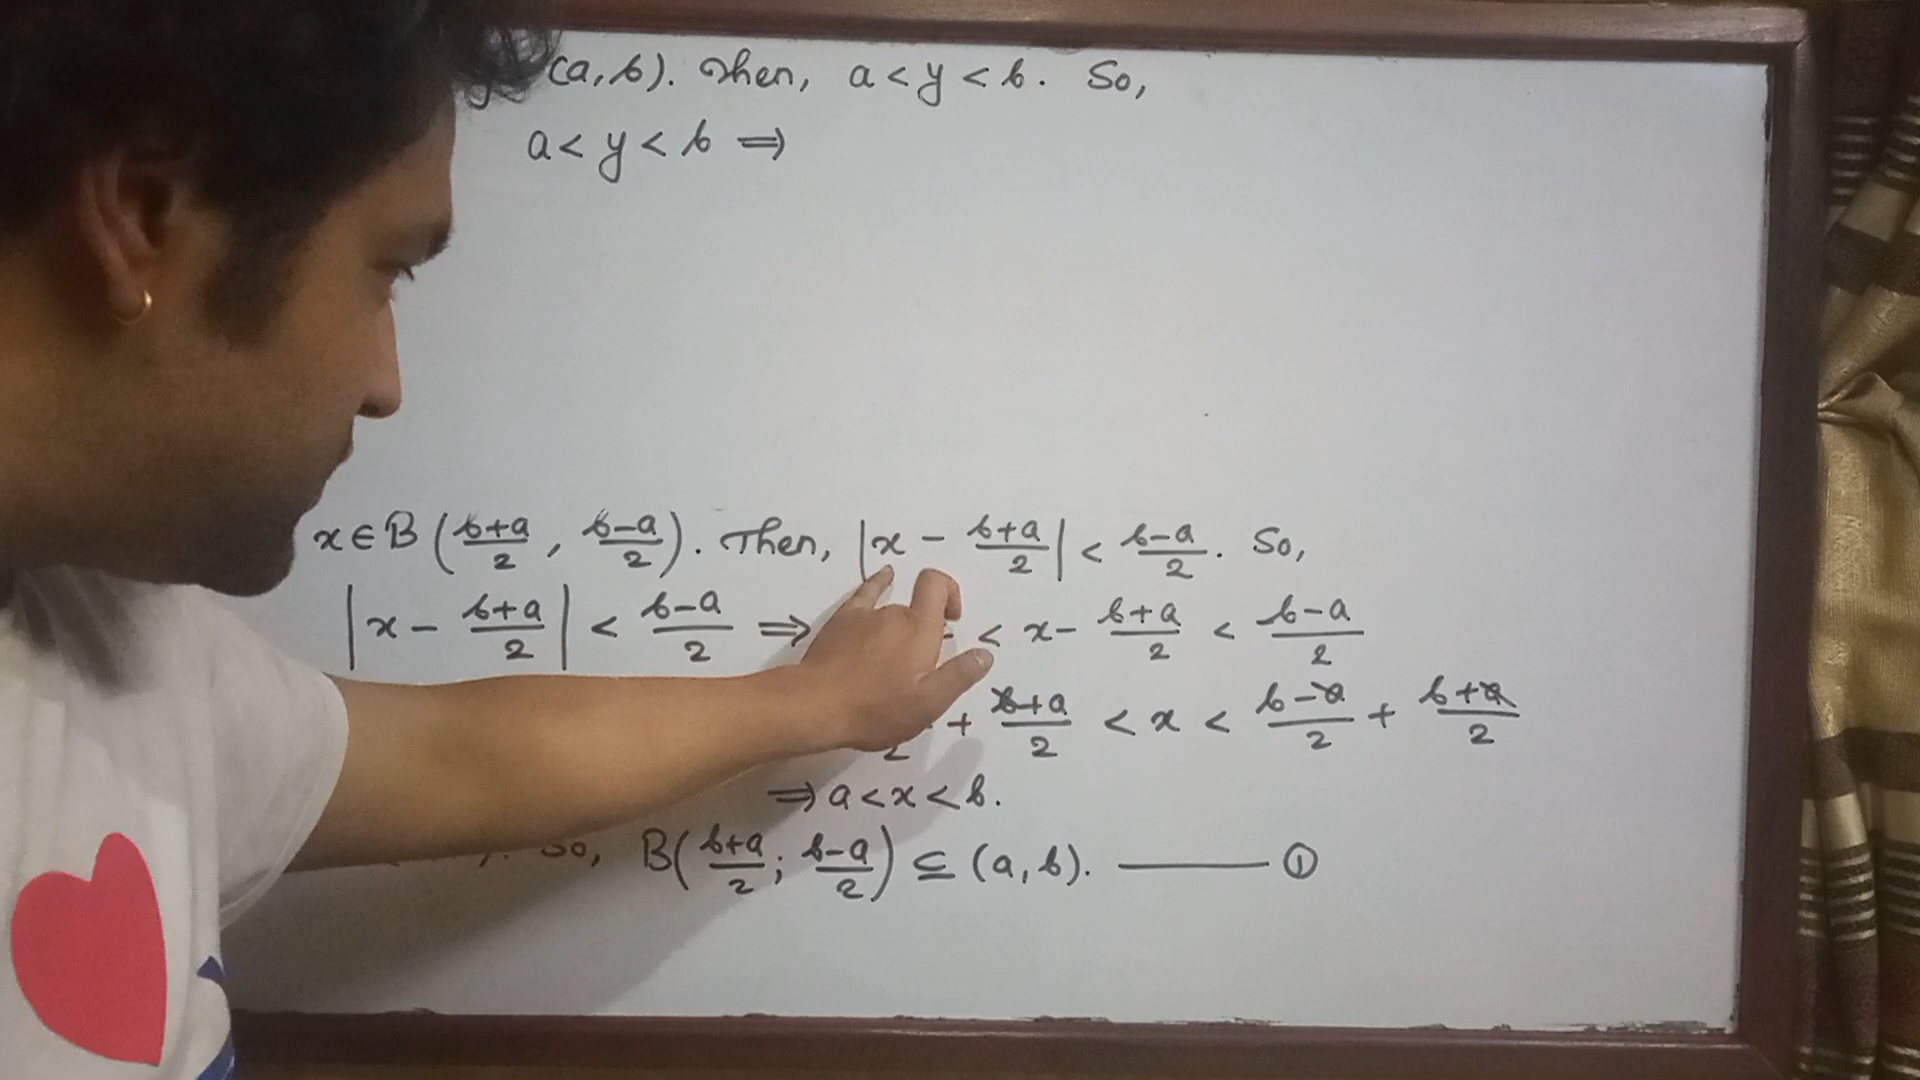 (a,b). Then, a < y < b. So,
a < y < b ⇒
x ∈ B(b+a/2, b-a/2). Then, |x - b+a/2| < b-a/2. So,
|x - b+a/2| < b-a/2 ⇒ < x - b+a/2 < b-a/2
+ b+a/2 < x < b-a/2 + b+a/2
⇒ a < x < b.
So, B(b+a/2; b-a/2) ⊆ (a, b). ——— ①